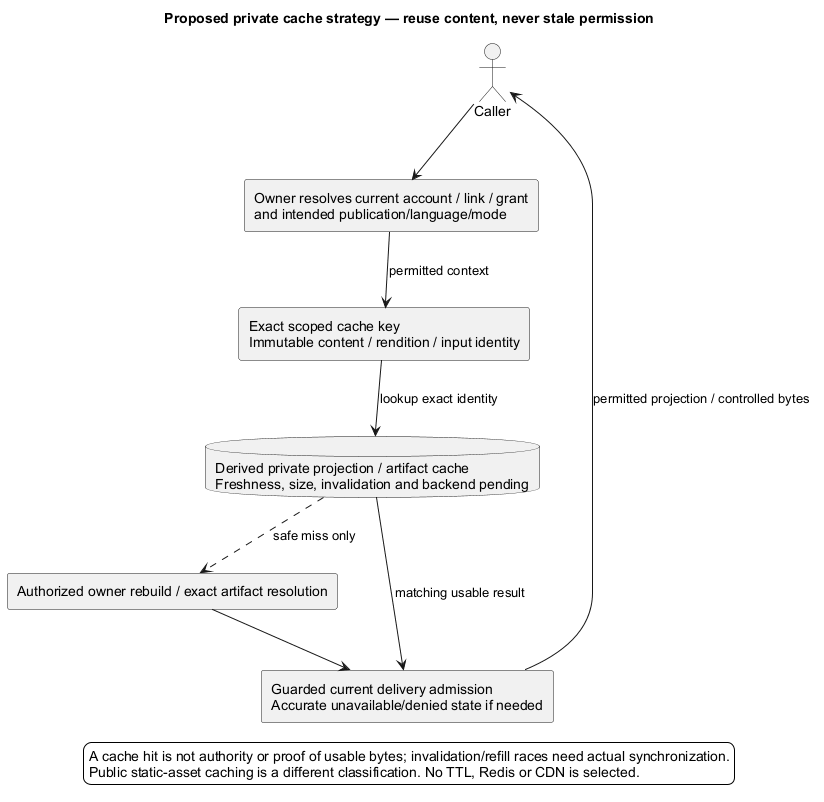 Proposed private cache strategy — reuse content, never stale permission
Caller
Owner resolves current account / link / grant
and intended publication/language/mode
permitted context
Exact scoped cache key
Immutable content / rendition / input identity
lookup exact identity
permitted projection / controlled bytes
Derived private projection / artifact cache
Freshness, size, invalidation and backend pending
safe miss only
Authorized owner rebuild / exact artifact resolution
matching usable result
Guarded current delivery admission
Accurate unavailable/denied state if needed
A cache hit is not authority or proof of usable bytes; invalidation/refill races need actual synchronization.
Public static-asset caching is a different classification. No TTL, Redis or CDN is selected.